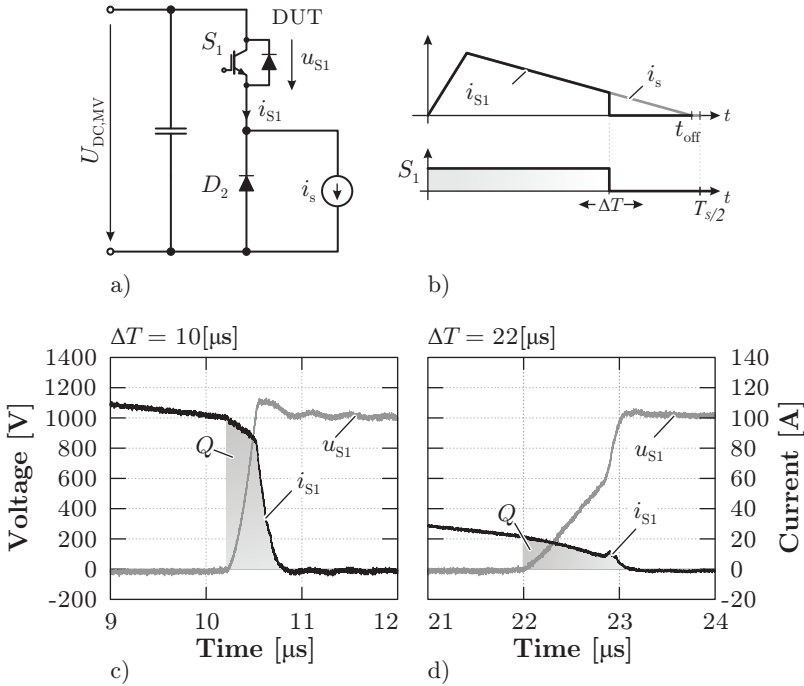 DUT
S1
uS1
iS1
UDC,MV
D2
is
a)
iS1
is
t
toff
S1
t
ΔT
Ts/2
b)
ΔT = 10[μs]
1400
1200
1000
800
600
400
200
0
-200
Voltage [V]
Q
uS1
iS1
9 10 11 12
Time [μs]
c)
ΔT = 22[μs]
140
120
100
80
60
40
20
0
-20
Current [A]
Q
uS1
iS1
21 22 23 24
Time [μs]
d)